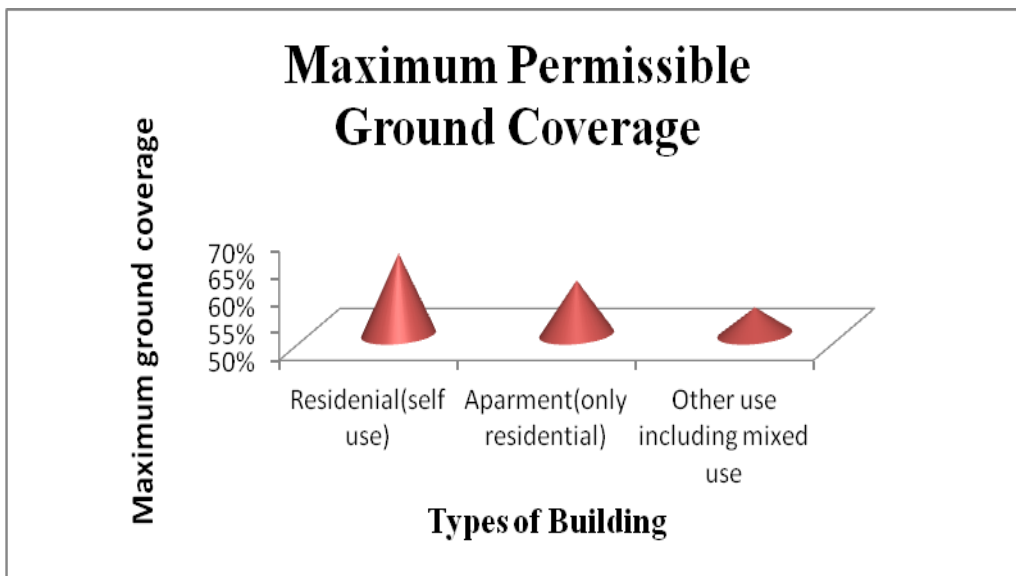 Maximum Permissible
Ground Coverage
Maximum ground coverage
70%
65%
60%
55%
50%
Residenial(self
use)
Aparment(only
residential)
Other use
including mixed
use
Types of Building